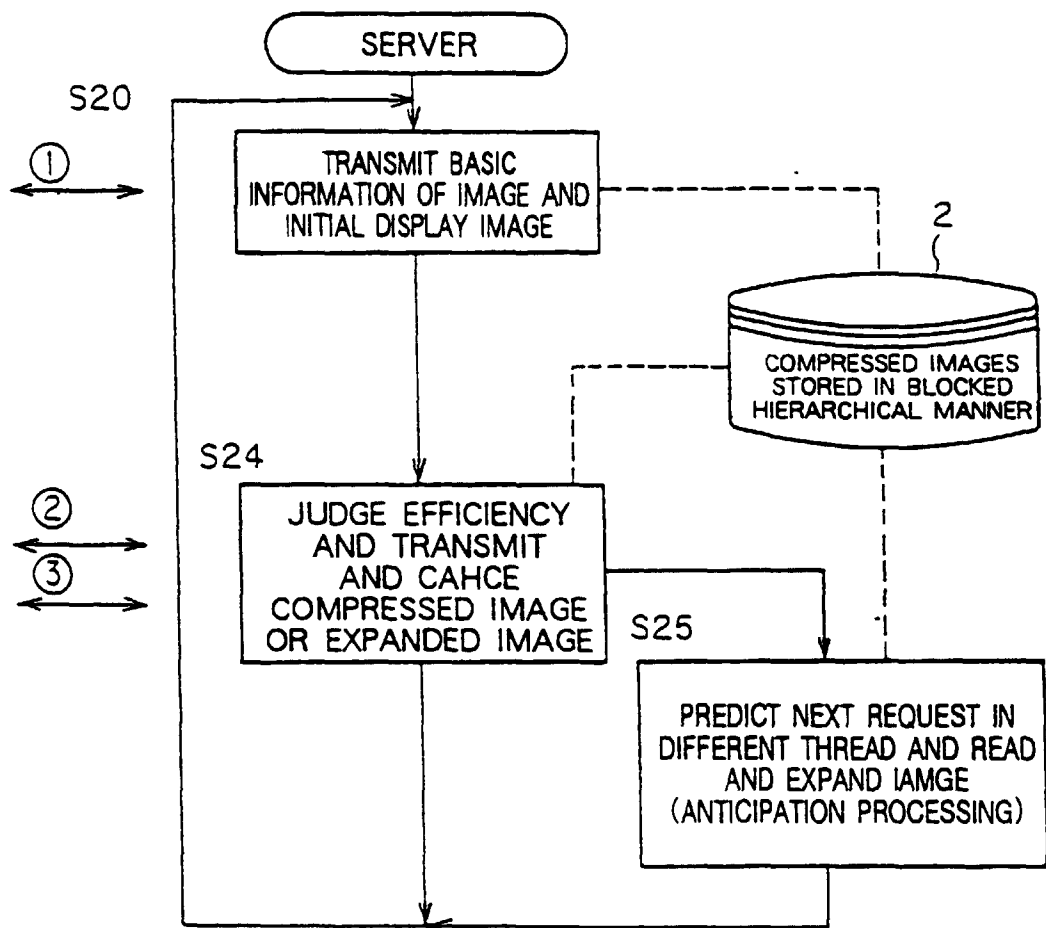 SERVER
S20
①
TRANSMIT BASIC
INFORMATION OF IMAGE AND
INITIAL DISPLAY IMAGE
2
COMPRESSED IMAGES
STORED IN BLOCKED
HIERARCHICAL MANNER
S24
②
③
JUDGE EFFICIENCY
AND TRANSMIT
AND CAHCE
COMPRESSED IMAGE
OR EXPANDED IMAGE
S25
PREDICT NEXT REQUEST IN
DIFFERENT THREAD AND READ
AND EXPAND IAMGE
(ANTICIPATION PROCESSING)